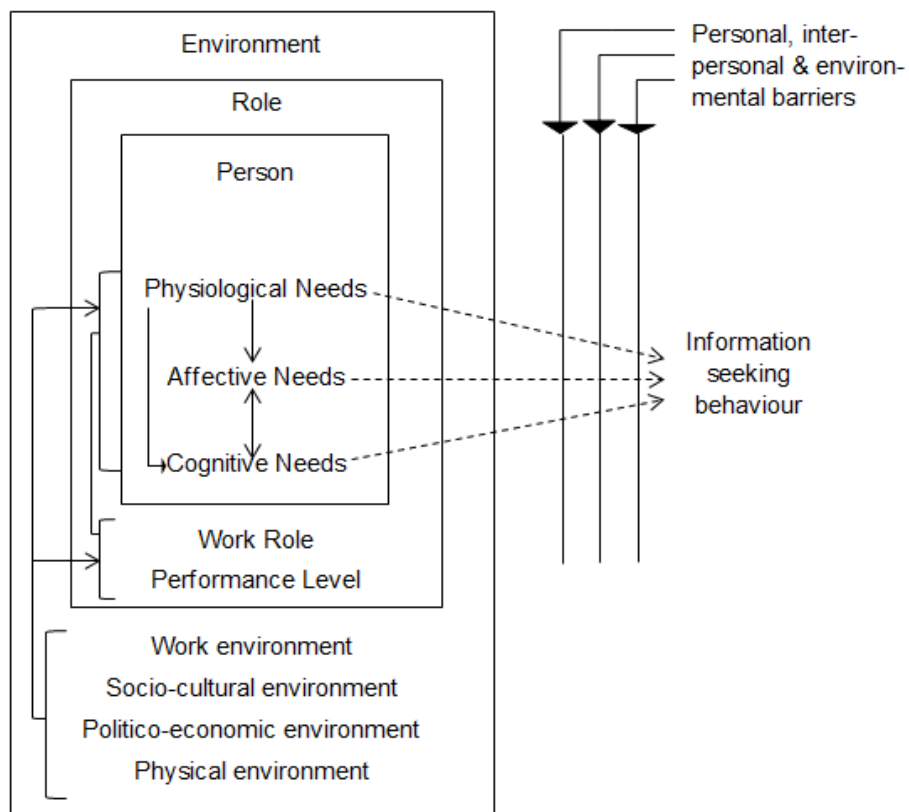 Environment
Role
Person
Physiological Needs
Affective Needs
Cognitive Needs
Work Role
Performance Level
Work environment
Socio-cultural environment
Politico-economic environment
Physical environment
Personal, inter-
personal & environ-
mental barriers
Information
seeking
behaviour